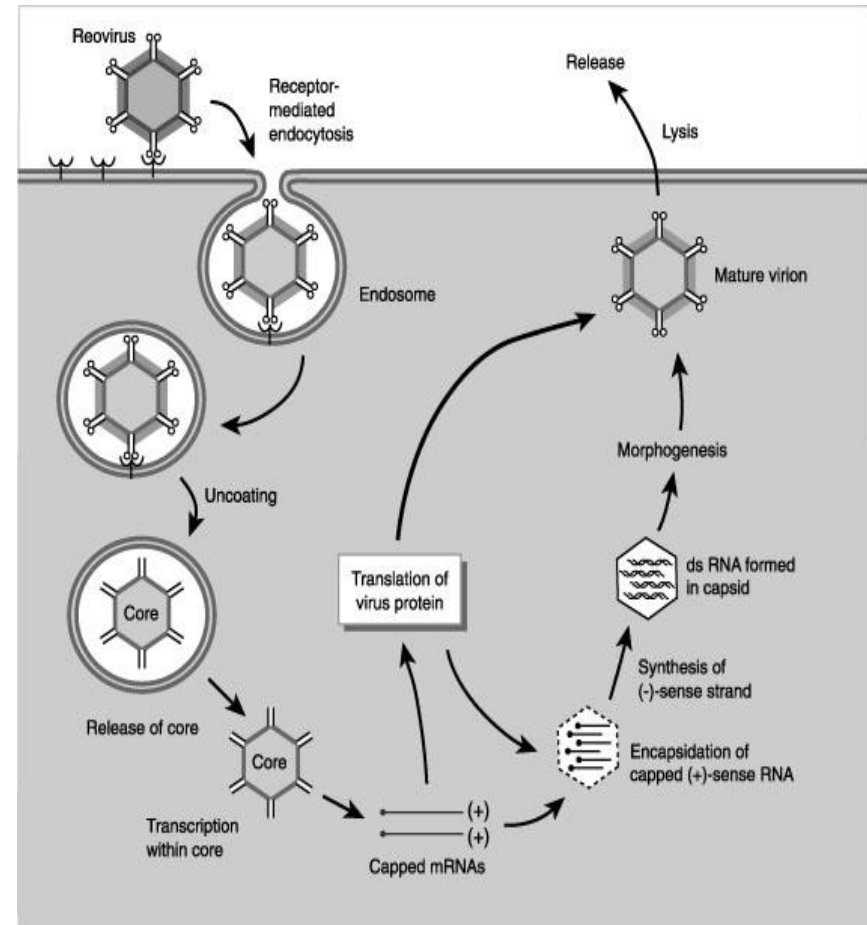 Reovirus
Receptor-
mediated
endocytosis
Endosome
Uncoating
Core
Release of core
Core
Transcription
within core
(+)
(+)
Capped mRNAs
Translation of
virus protein
Encapsidation of
capped (+)-sense RNA
Synthesis of
(-)-sense strand
ds RNA formed
in capsid
Morphogenesis
Mature virion
Lysis
Release